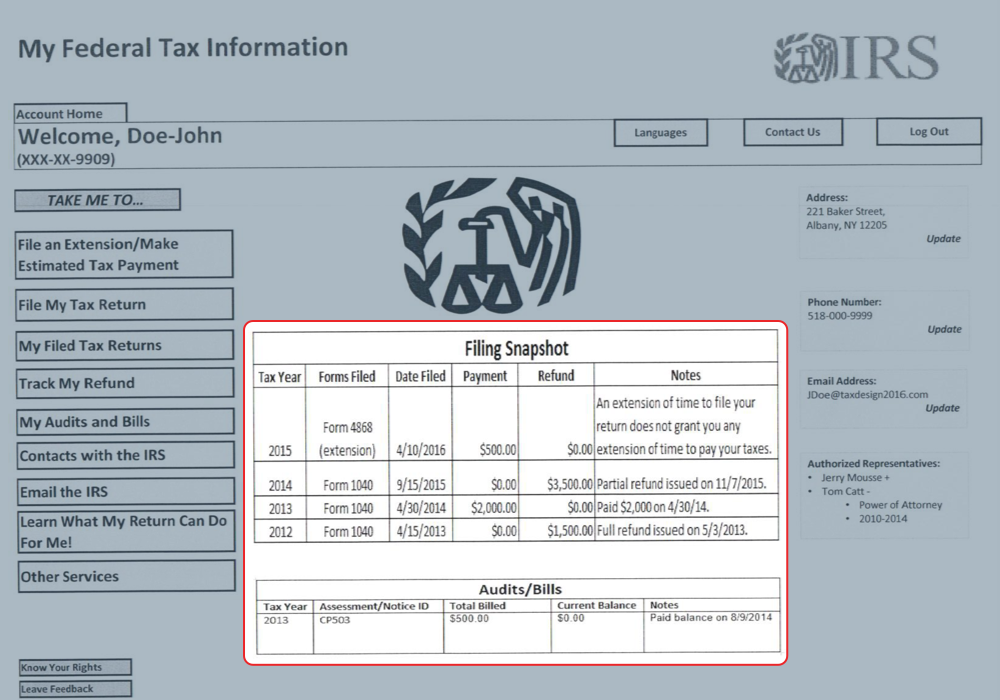 My Federal Tax Information
IRS
Account Home
Welcome, Doe-John
(XXX-XX-9909)
Languages
Contact Us
Log Out
TAKE ME TO...
File an Extension/Make
Estimated Tax Payment
File My Tax Return
My Filed Tax Returns
Track My Refund
My Audits and Bills
Contacts with the IRS
Email the IRS
Learn What My Return Can Do
For Me!
Other Services
Know Your Rights
Leave Feedback
Filing Snapshot
Tax Year Forms Filed Date Filed Payment Refund Notes
An extension of time to file your
Form 4868 return does not grant you any
2015 (extension) 4/10/2016 $500.00 $0.00 extension of time to pay your taxes.
2014 Form 1040 9/15/2015 $0.00 $3,500.00 Partial refund issued on 11/7/2015.
2013 Form 1040 4/30/2014 $2,000.00 $0.00 Paid $2,000 on 4/30/14.
2012 Form 1040 4/15/2013 $0.00 $1,500.00 Full refund issued on 5/3/2013.
Audits/Bills
Tax Year Assessment/Notice ID Total Billed Current Balance Notes
2013 CP503 $500.00 $0.00 Paid balance on 8/9/2014
Address:
221 Baker Street,
Albany, NY 12205
Update
Phone Number:
518-000-9999
Update
Email Address:
JDoe@taxdesign2016.com
Update
Authorized Representatives:
• Jerry Mousse +
• Tom Catt -
• Power of Attorney
• 2010-2014